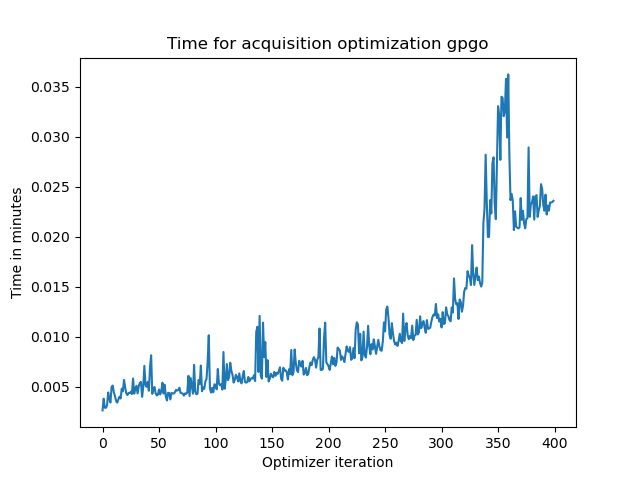 Time for acquisition optimization gpgo
0.035
0.030
0.025
0.020
0.015
0.010
0.005
Time in minutes
0 50 100 150 200 250 300 350 400
Optimizer iteration